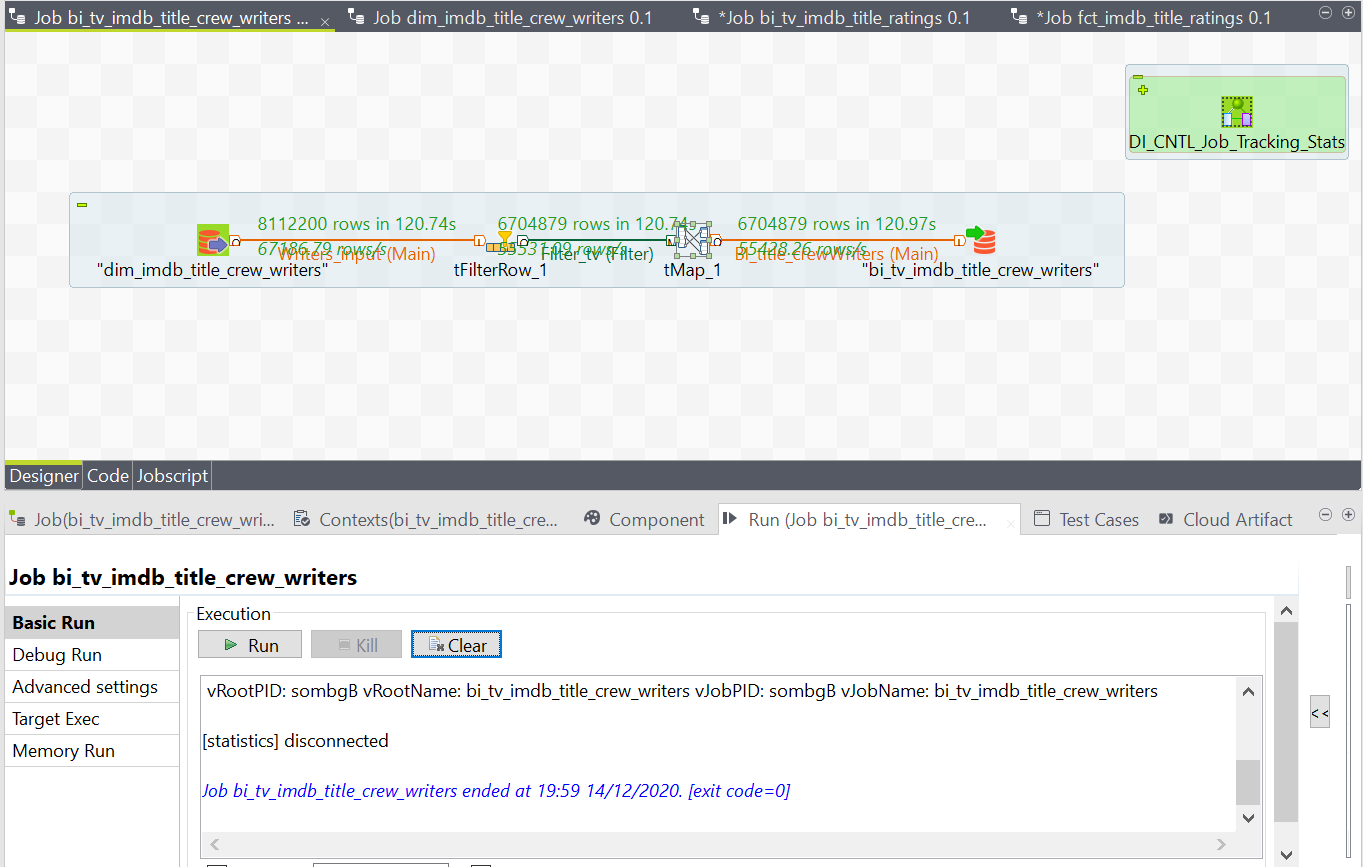 Job bi_tv_imdb_title_crew_writers ...
Job dim_imdb_title_crew_writers 0.1
*Job bi_tv_imdb_title_ratings 0.1
*Job fct_imdb_title_ratings 0.1
DI_CNTL_Job_Tracking_Stats
8112200 rows in 120.74s
6704879 rows in 120.74s
6704879 rows in 120.97s
67186.79 rows/s
55531.09 rows/s
55428.26 rows/s
Writers_input (Main)
Filter_tv (Filter)
Bi_title_crewWriters (Main)
"dim_imdb_title_crew_writers"
tFilterRow_1
tMap_1
"bi_tv_imdb_title_crew_writers"
Designer
Code
Jobscript
Job(bi_tv_imdb_title_crew_wri...
Contexts(bi_tv_imdb_title_cre...
Component
Run (Job bi_tv_imdb_title_cre...
Test Cases
Cloud Artifact
Job bi_tv_imdb_title_crew_writers
Basic Run
Debug Run
Advanced settings
Target Exec
Memory Run
Execution
Run
Kill
Clear
vRootPID: sombgB vRootName: bi_tv_imdb_title_crew_writers vJobPID: sombgB vJobName: bi_tv_imdb_title_crew_writers
[statistics] disconnected
Job bi_tv_imdb_title_crew_writers ended at 19:59 14/12/2020. [exit code=0]
<<